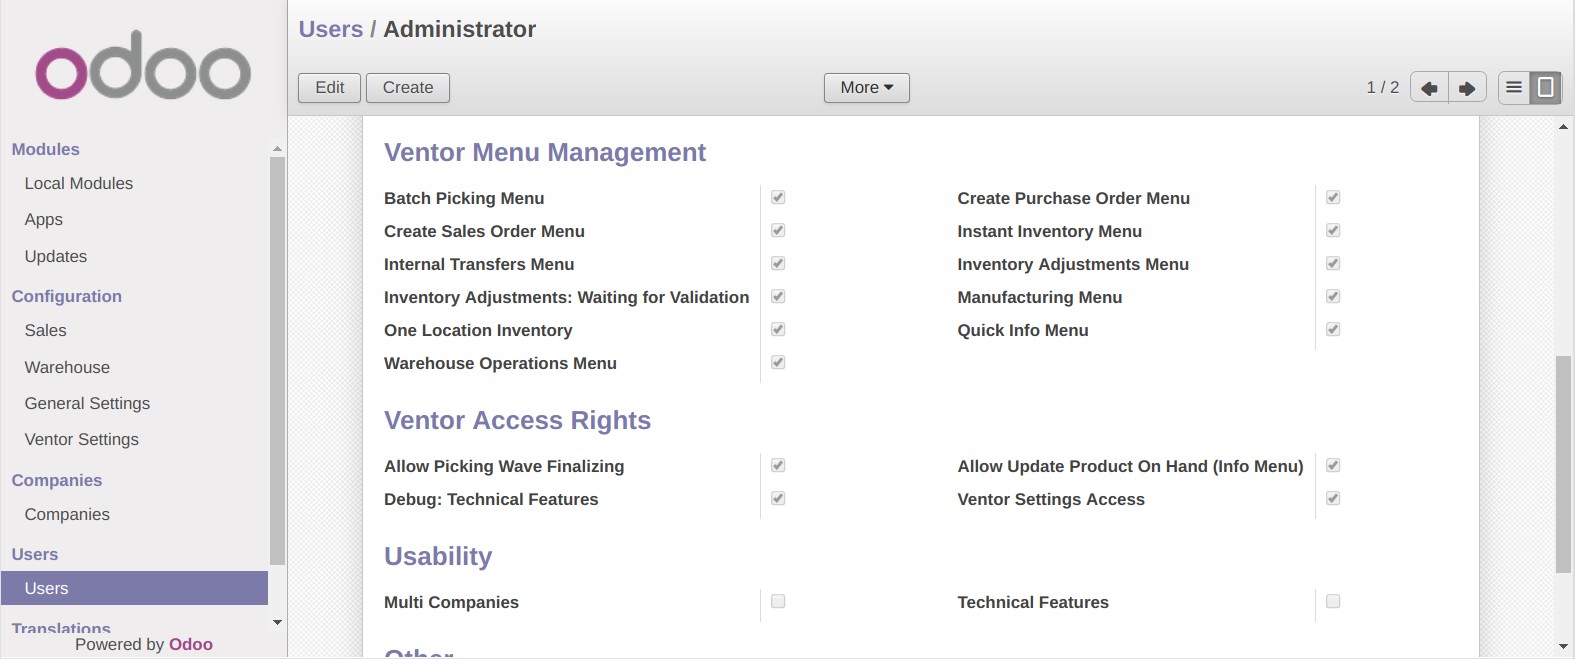 odoo
Modules
Local Modules
Apps
Updates
Configuration
Sales
Warehouse
General Settings
Ventor Settings
Companies
Companies
Users
Users
Translations
Powered by Odoo
Users / Administrator
Edit Create More 1 / 2
Ventor Menu Management
Batch Picking Menu Create Purchase Order Menu
Create Sales Order Menu Instant Inventory Menu
Internal Transfers Menu Inventory Adjustments Menu
Inventory Adjustments: Waiting for Validation Manufacturing Menu
One Location Inventory Quick Info Menu
Warehouse Operations Menu
Ventor Access Rights
Allow Picking Wave Finalizing Allow Update Product On Hand (Info Menu)
Debug: Technical Features Ventor Settings Access
Usability
Multi Companies Technical Features
Other